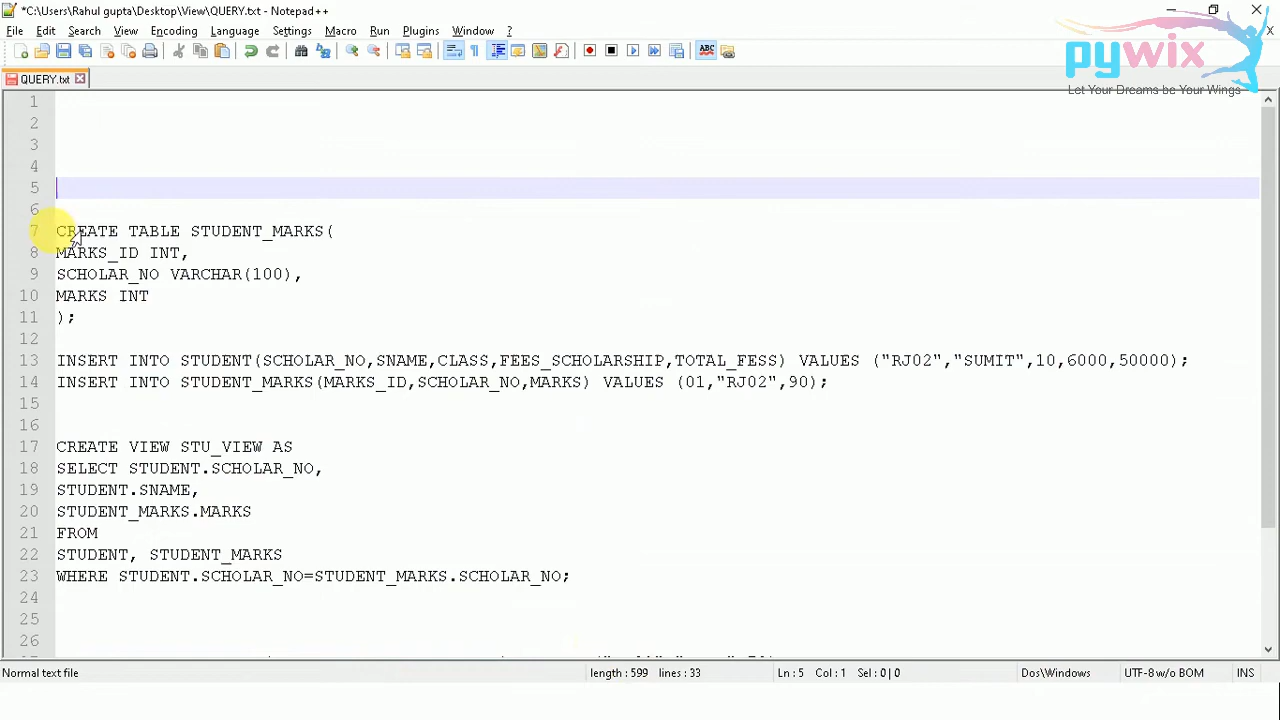 *C:\Users\Rahul gupta\Desktop\View\QUERY.txt - Notepad++
File Edit Search View Encoding Language Settings Macro Run Plugins Window ?
X
ABC
pywix
Let Your Dreams be Your Wings
QUERY.txt
1
2
3
4
5
6
7 CREATE TABLE STUDENT_MARKS(
8 MARKS_ID INT,
9 SCHOLAR_NO VARCHAR(100),
10 MARKS INT
11 );
12
13 INSERT INTO STUDENT(SCHOLAR_NO,SNAME,CLASS,FEES_SCHOLARSHIP,TOTAL_FESS) VALUES ("RJ02","SUMIT",10,6000,50000);
14 INSERT INTO STUDENT_MARKS(MARKS_ID,SCHOLAR_NO,MARKS) VALUES (01,"RJ02",90);
15
16
17 CREATE VIEW STU_VIEW AS
18 SELECT STUDENT.SCHOLAR_NO,
19 STUDENT.SNAME,
20 STUDENT_MARKS.MARKS
21 FROM
22 STUDENT, STUDENT_MARKS
23 WHERE STUDENT.SCHOLAR_NO=STUDENT_MARKS.SCHOLAR_NO;
24
25
26
Normal text file length : 599 lines : 33 Ln : 5 Col : 1 Sel : 0 | 0 Dos\Windows UTF-8 w/o BOM INS